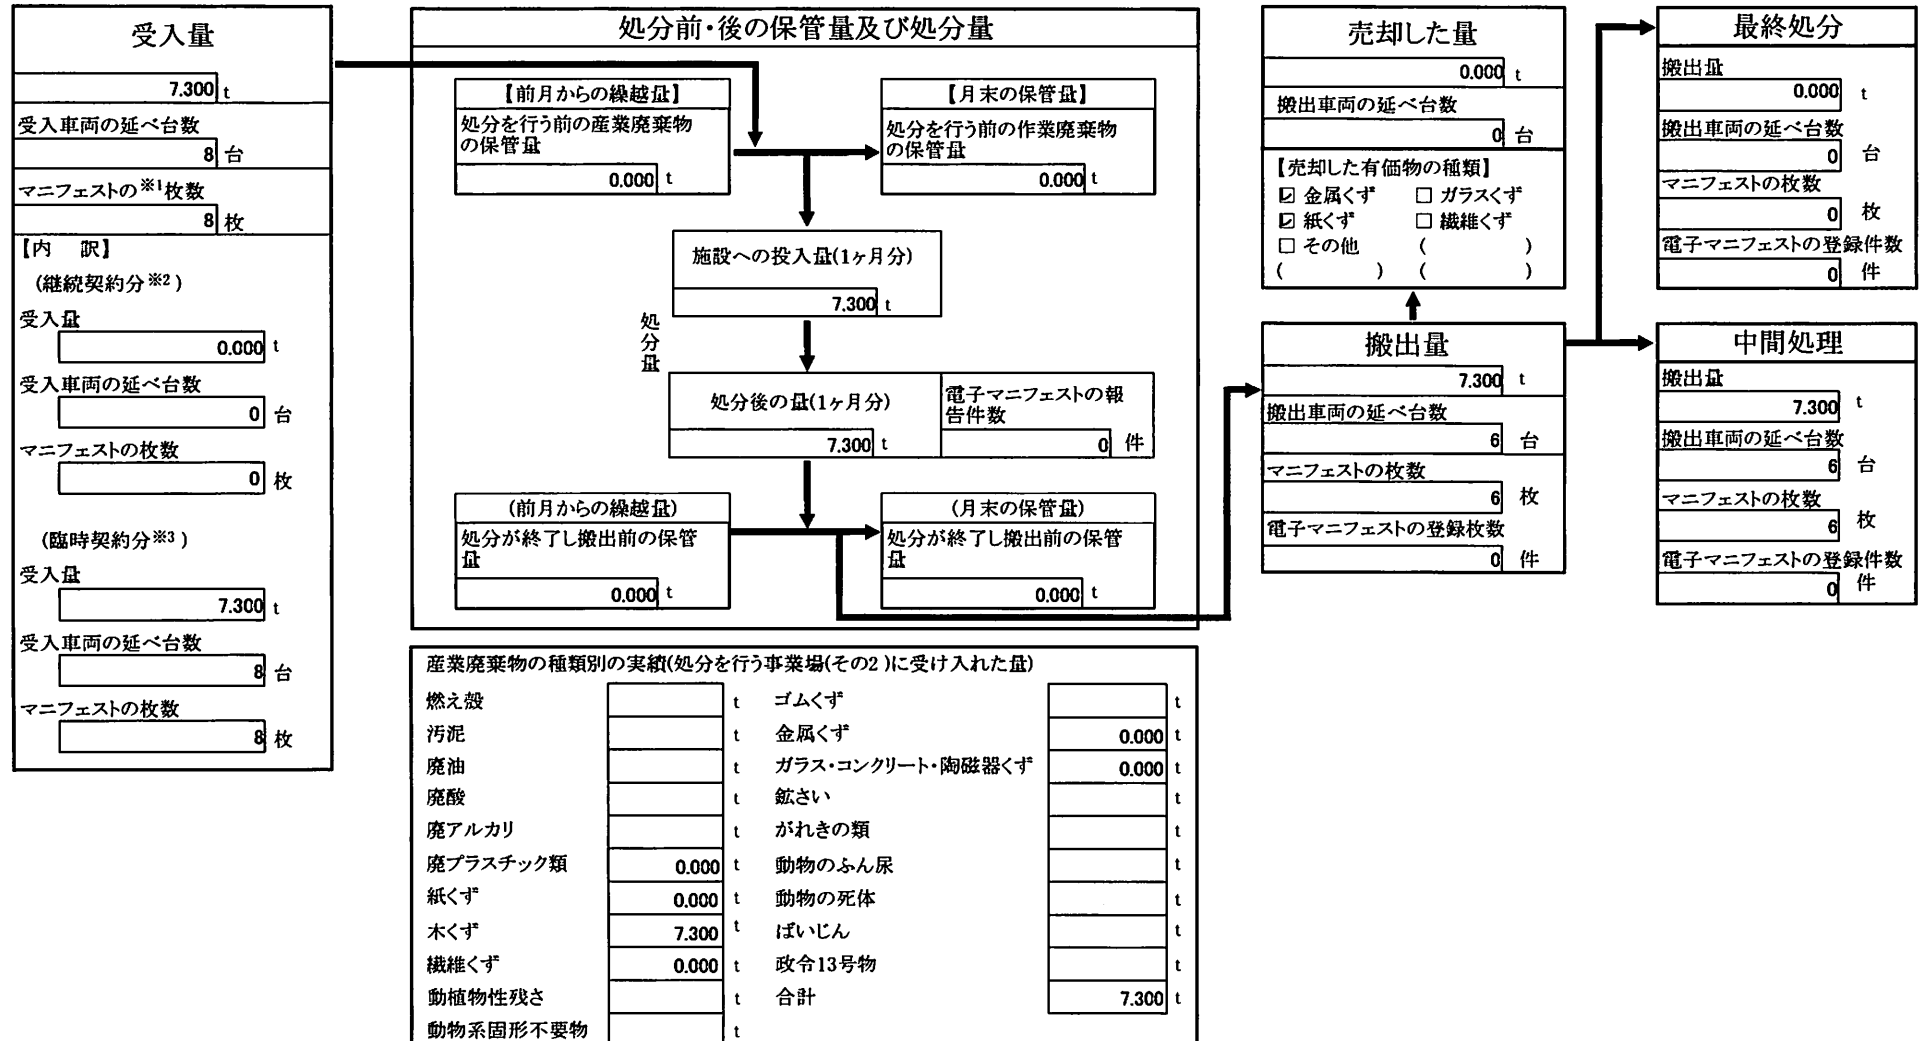 受入量
7.300 t
受入車両の延べ台数
8 台
マニフェストの※1枚数
8 枚
【内　訳】
(継続契約分※2)
受入量
0.000 t
受入車両の延べ台数
0 台
マニフェストの枚数
0 枚
(臨時契約分※3)
受入量
7.300 t
受入車両の延べ台数
8 台
マニフェストの枚数
8 枚
処分前・後の保管量及び処分量
【前月からの繰越量】
処分を行う前の産業廃棄物
の保管量
0.000 t
【月末の保管量】
処分を行う前の作業廃棄物
の保管量
0.000 t
施設への投入量(1ヶ月分)
7.300 t
処分量
処分後の量(1ヶ月分)
7.300 t
電子マニフェストの報
告件数
0 件
(前月からの繰越量)
処分が終了し搬出前の保管
量
0.000 t
(月末の保管量)
処分が終了し搬出前の保管
量
0.000 t
売却した量
0.000 t
搬出車両の延べ台数
0 台
【売却した有価物の種類】
☑ 金属くず □ ガラスくず
☑ 紙くず □ 繊維くず
□ その他 (　　　)
(　　　) (　　　)
搬出量
7.300 t
搬出車両の延べ台数
6 台
マニフェストの枚数
6 枚
電子マニフェストの登録枚数
0 件
最終処分
搬出量
0.000 t
搬出車両の延べ台数
0 台
マニフェストの枚数
0 枚
電子マニフェストの登録件数
0 件
中間処理
搬出量
7.300 t
搬出車両の延べ台数
6 台
マニフェストの枚数
6 枚
電子マニフェストの登録件数
0 件
産業廃棄物の種類別の実績(処分を行う事業場(その2)に受け入れた量)
燃え殻 t ゴムくず t
汚泥 t 金属くず 0.000 t
廃油 t ガラス・コンクリート・陶磁器くず 0.000 t
廃酸 t 鉱さい t
廃アルカリ t がれきの類 t
廃プラスチック類 0.000 t 動物のふん尿 t
紙くず 0.000 t 動物の死体 t
木くず 7.300 t ばいじん t
繊維くず 0.000 t 政令13号物 t
動植物性残さ t 合計 7.300 t
動物系固形不要物 t